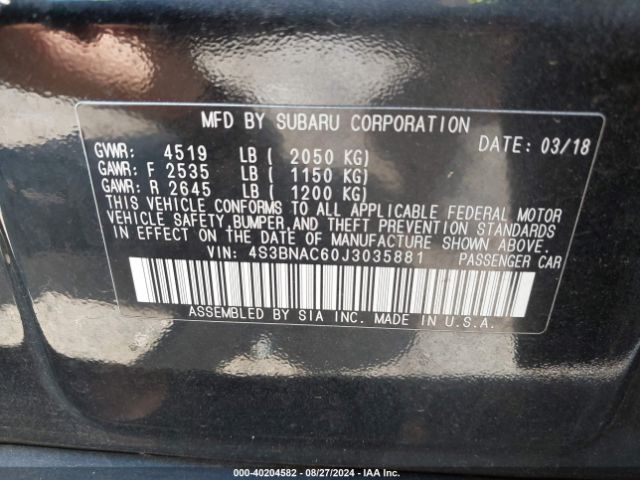 MFD BY SUBARU CORPORATION DATE: 03/18
GVWR: 4519 LB ( 2050 KG)
GAWR: F 2535 LB ( 1150 KG)
GAWR: R 2645 LB ( 1200 KG)
THIS VEHICLE CONFORMS TO ALL APPLICABLE FEDERAL MOTOR
VEHICLE SAFETY, BUMPER, AND THEFT PREVENTION STANDARDS
IN EFFECT ON THE DATE OF MANUFACTURE SHOWN ABOVE.
VIN: 4S3BNAC60J3035881 PASSENGER CAR
ASSEMBLED BY SIA INC. MADE IN U.S.A.
000-40204582 - 08/27/2024 - IAA Inc.